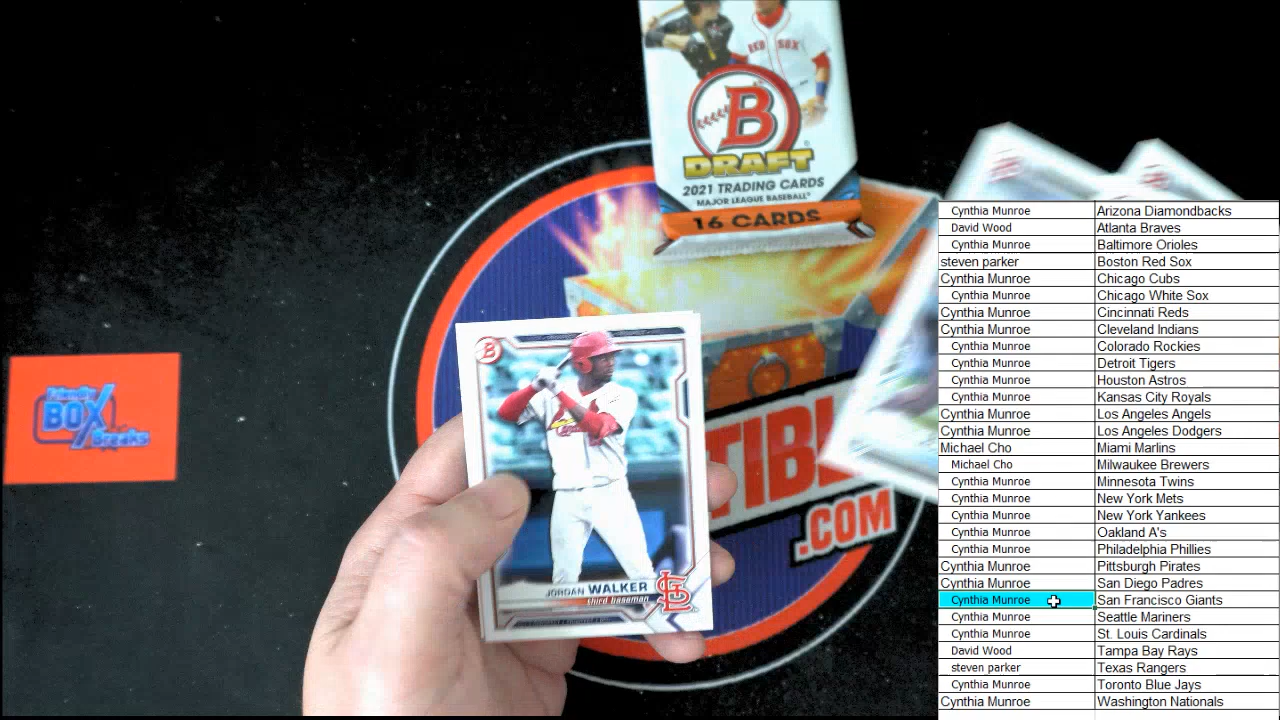 RED SOX
B
DRAFT
2021 TRADING CARDS
MAJOR LEAGUE BASEBALL
16 CARDS
BOX
Breaks
B
JORDAN WALKER
third baseman
STL
TIBL
.COM
Cynthia Munroe Arizona Diamondbacks
David Wood Atlanta Braves
Cynthia Munroe Baltimore Orioles
steven parker Boston Red Sox
Cynthia Munroe Chicago Cubs
Cynthia Munroe Chicago White Sox
Cynthia Munroe Cincinnati Reds
Cynthia Munroe Cleveland Indians
Cynthia Munroe Colorado Rockies
Cynthia Munroe Detroit Tigers
Cynthia Munroe Houston Astros
Cynthia Munroe Kansas City Royals
Cynthia Munroe Los Angeles Angels
Cynthia Munroe Los Angeles Dodgers
Michael Cho Miami Marlins
Michael Cho Milwaukee Brewers
Cynthia Munroe Minnesota Twins
Cynthia Munroe New York Mets
Cynthia Munroe New York Yankees
Cynthia Munroe Oakland A's
Cynthia Munroe Philadelphia Phillies
Cynthia Munroe Pittsburgh Pirates
Cynthia Munroe San Diego Padres
Cynthia Munroe San Francisco Giants
Cynthia Munroe Seattle Mariners
Cynthia Munroe St. Louis Cardinals
David Wood Tampa Bay Rays
steven parker Texas Rangers
Cynthia Munroe Toronto Blue Jays
Cynthia Munroe Washington Nationals